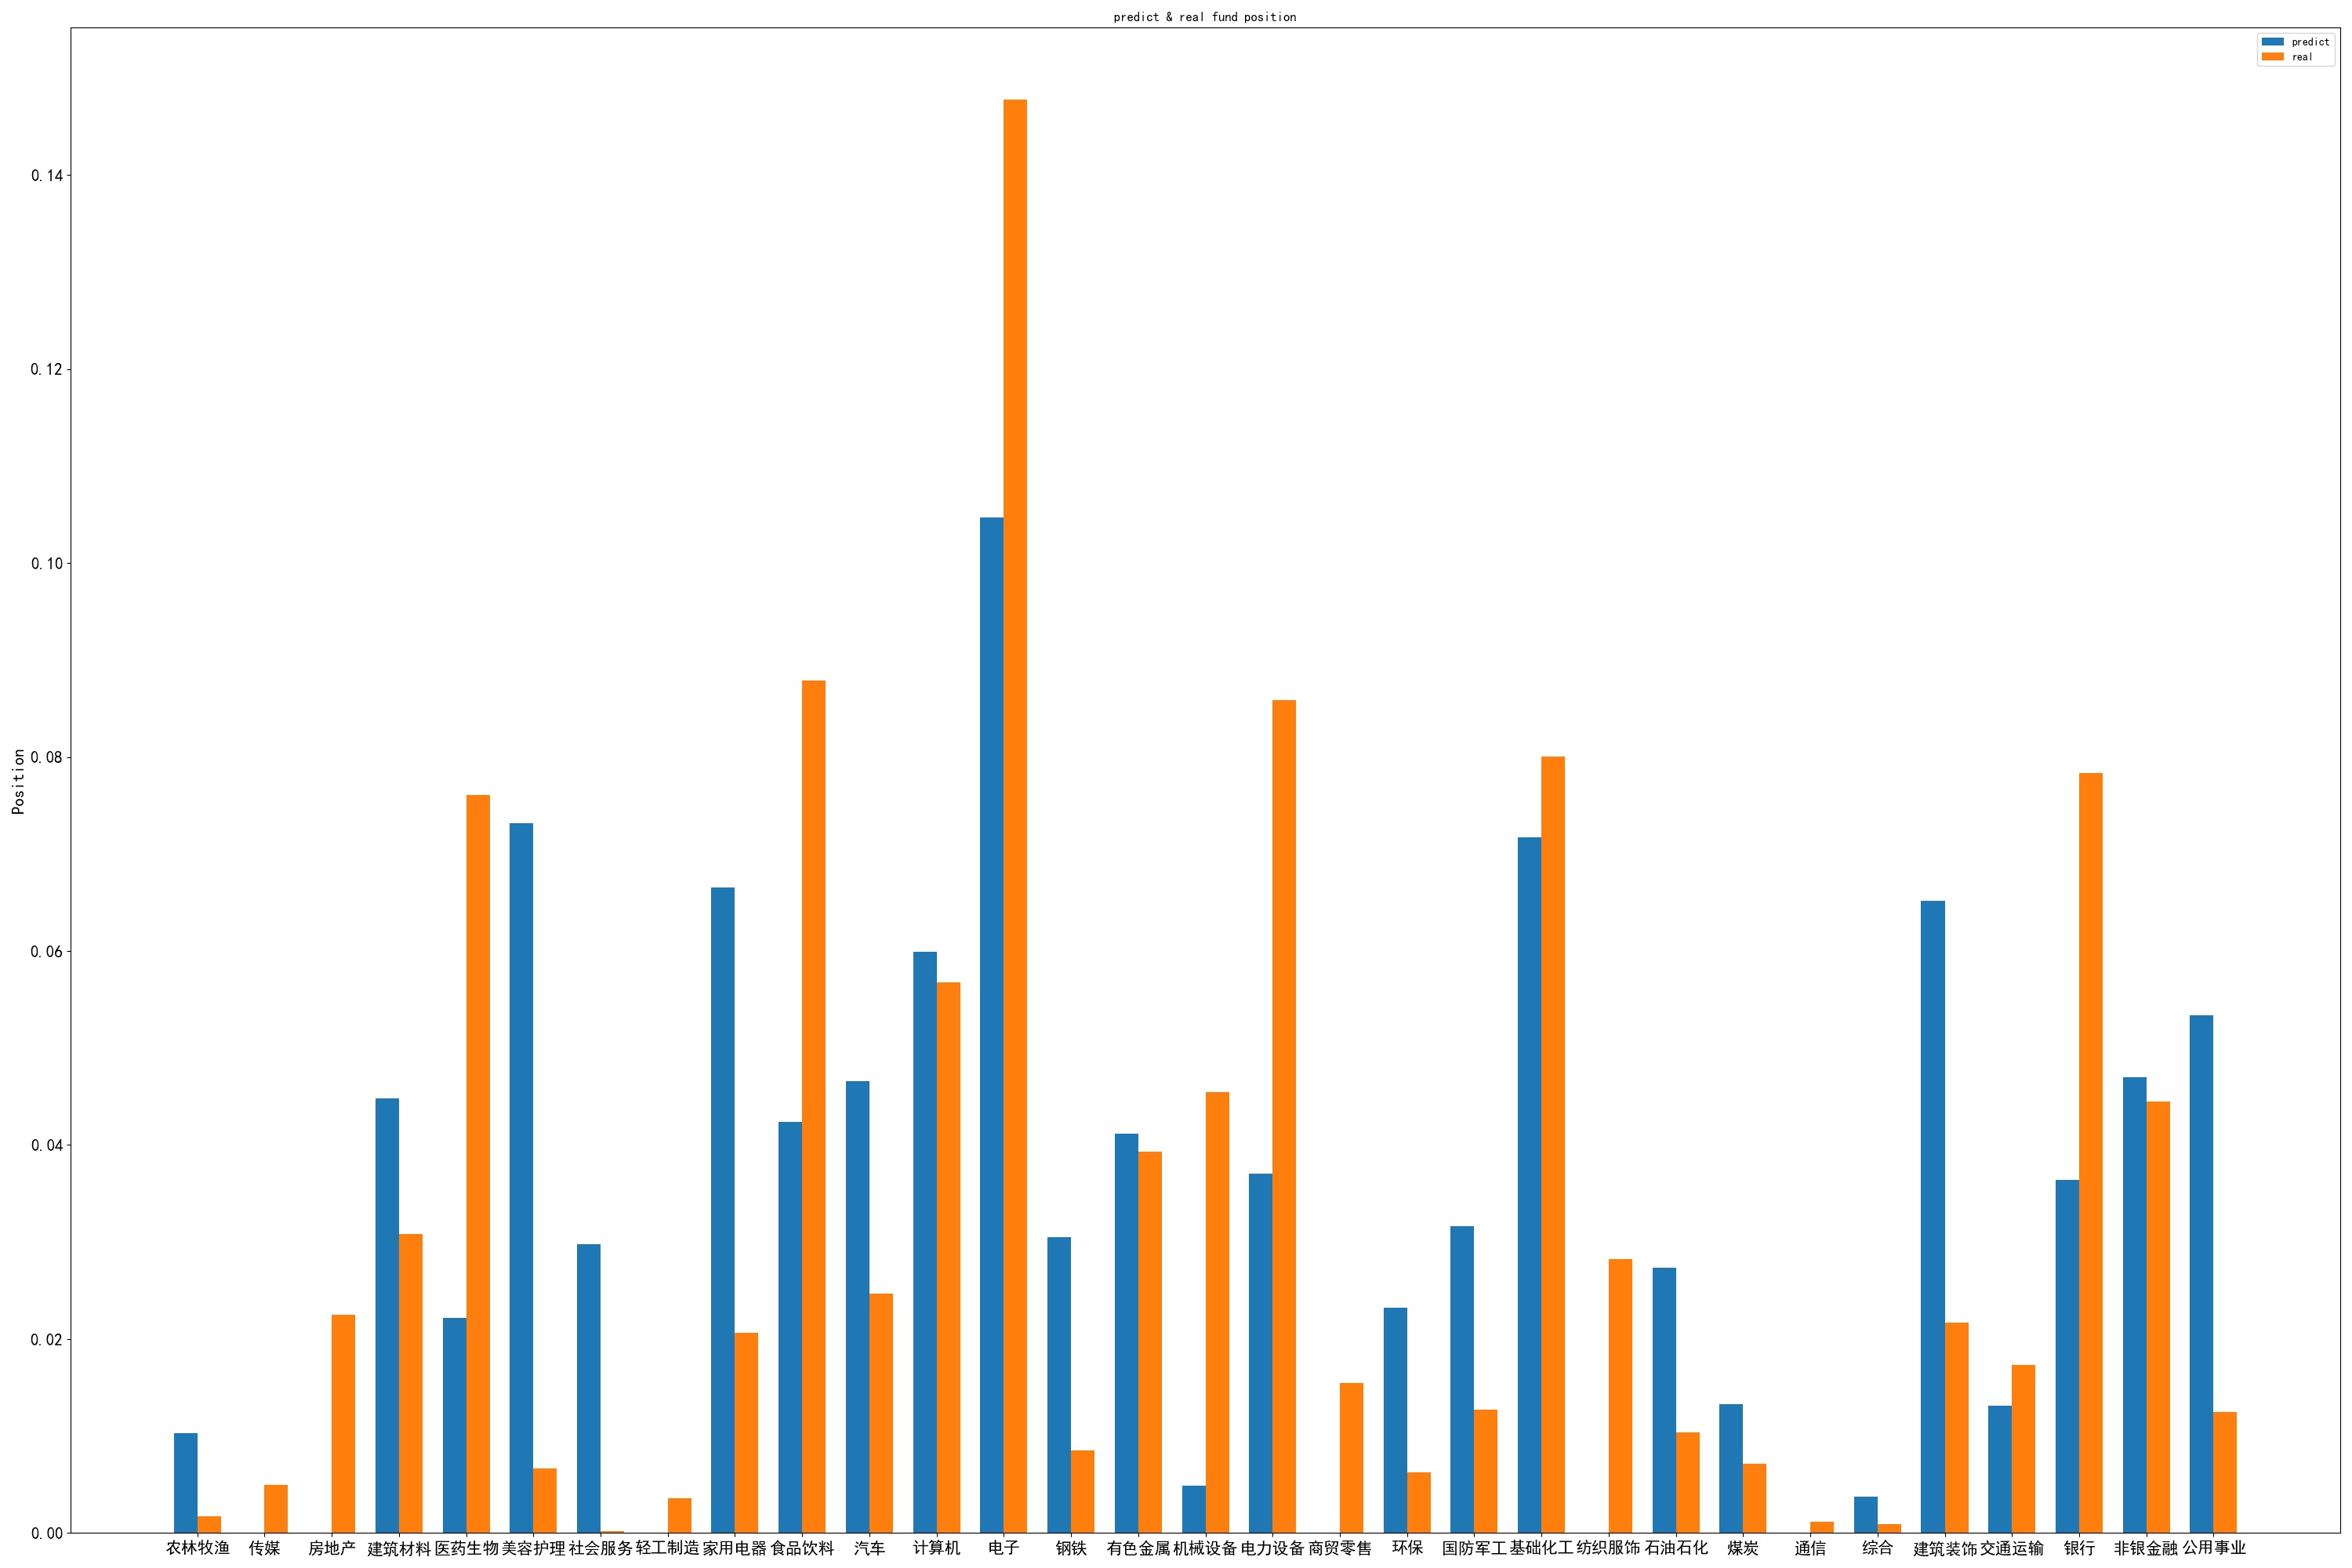 predict & real fund position
predict
real
Position
0.14
0.12
0.10
0.08
0.06
0.04
0.02
0.00
农林牧渔 传媒 房地产 建筑材料 医药生物 美容护理 社会服务 轻工制造 家用电器 食品饮料 汽车 计算机 电子 钢铁 有色金属 机械设备 电力设备 商贸零售 环保 国防军工 基础化工 纺织服饰 石油石化 煤炭 通信 综合 建筑装饰 交通运输 银行 非银金融 公用事业